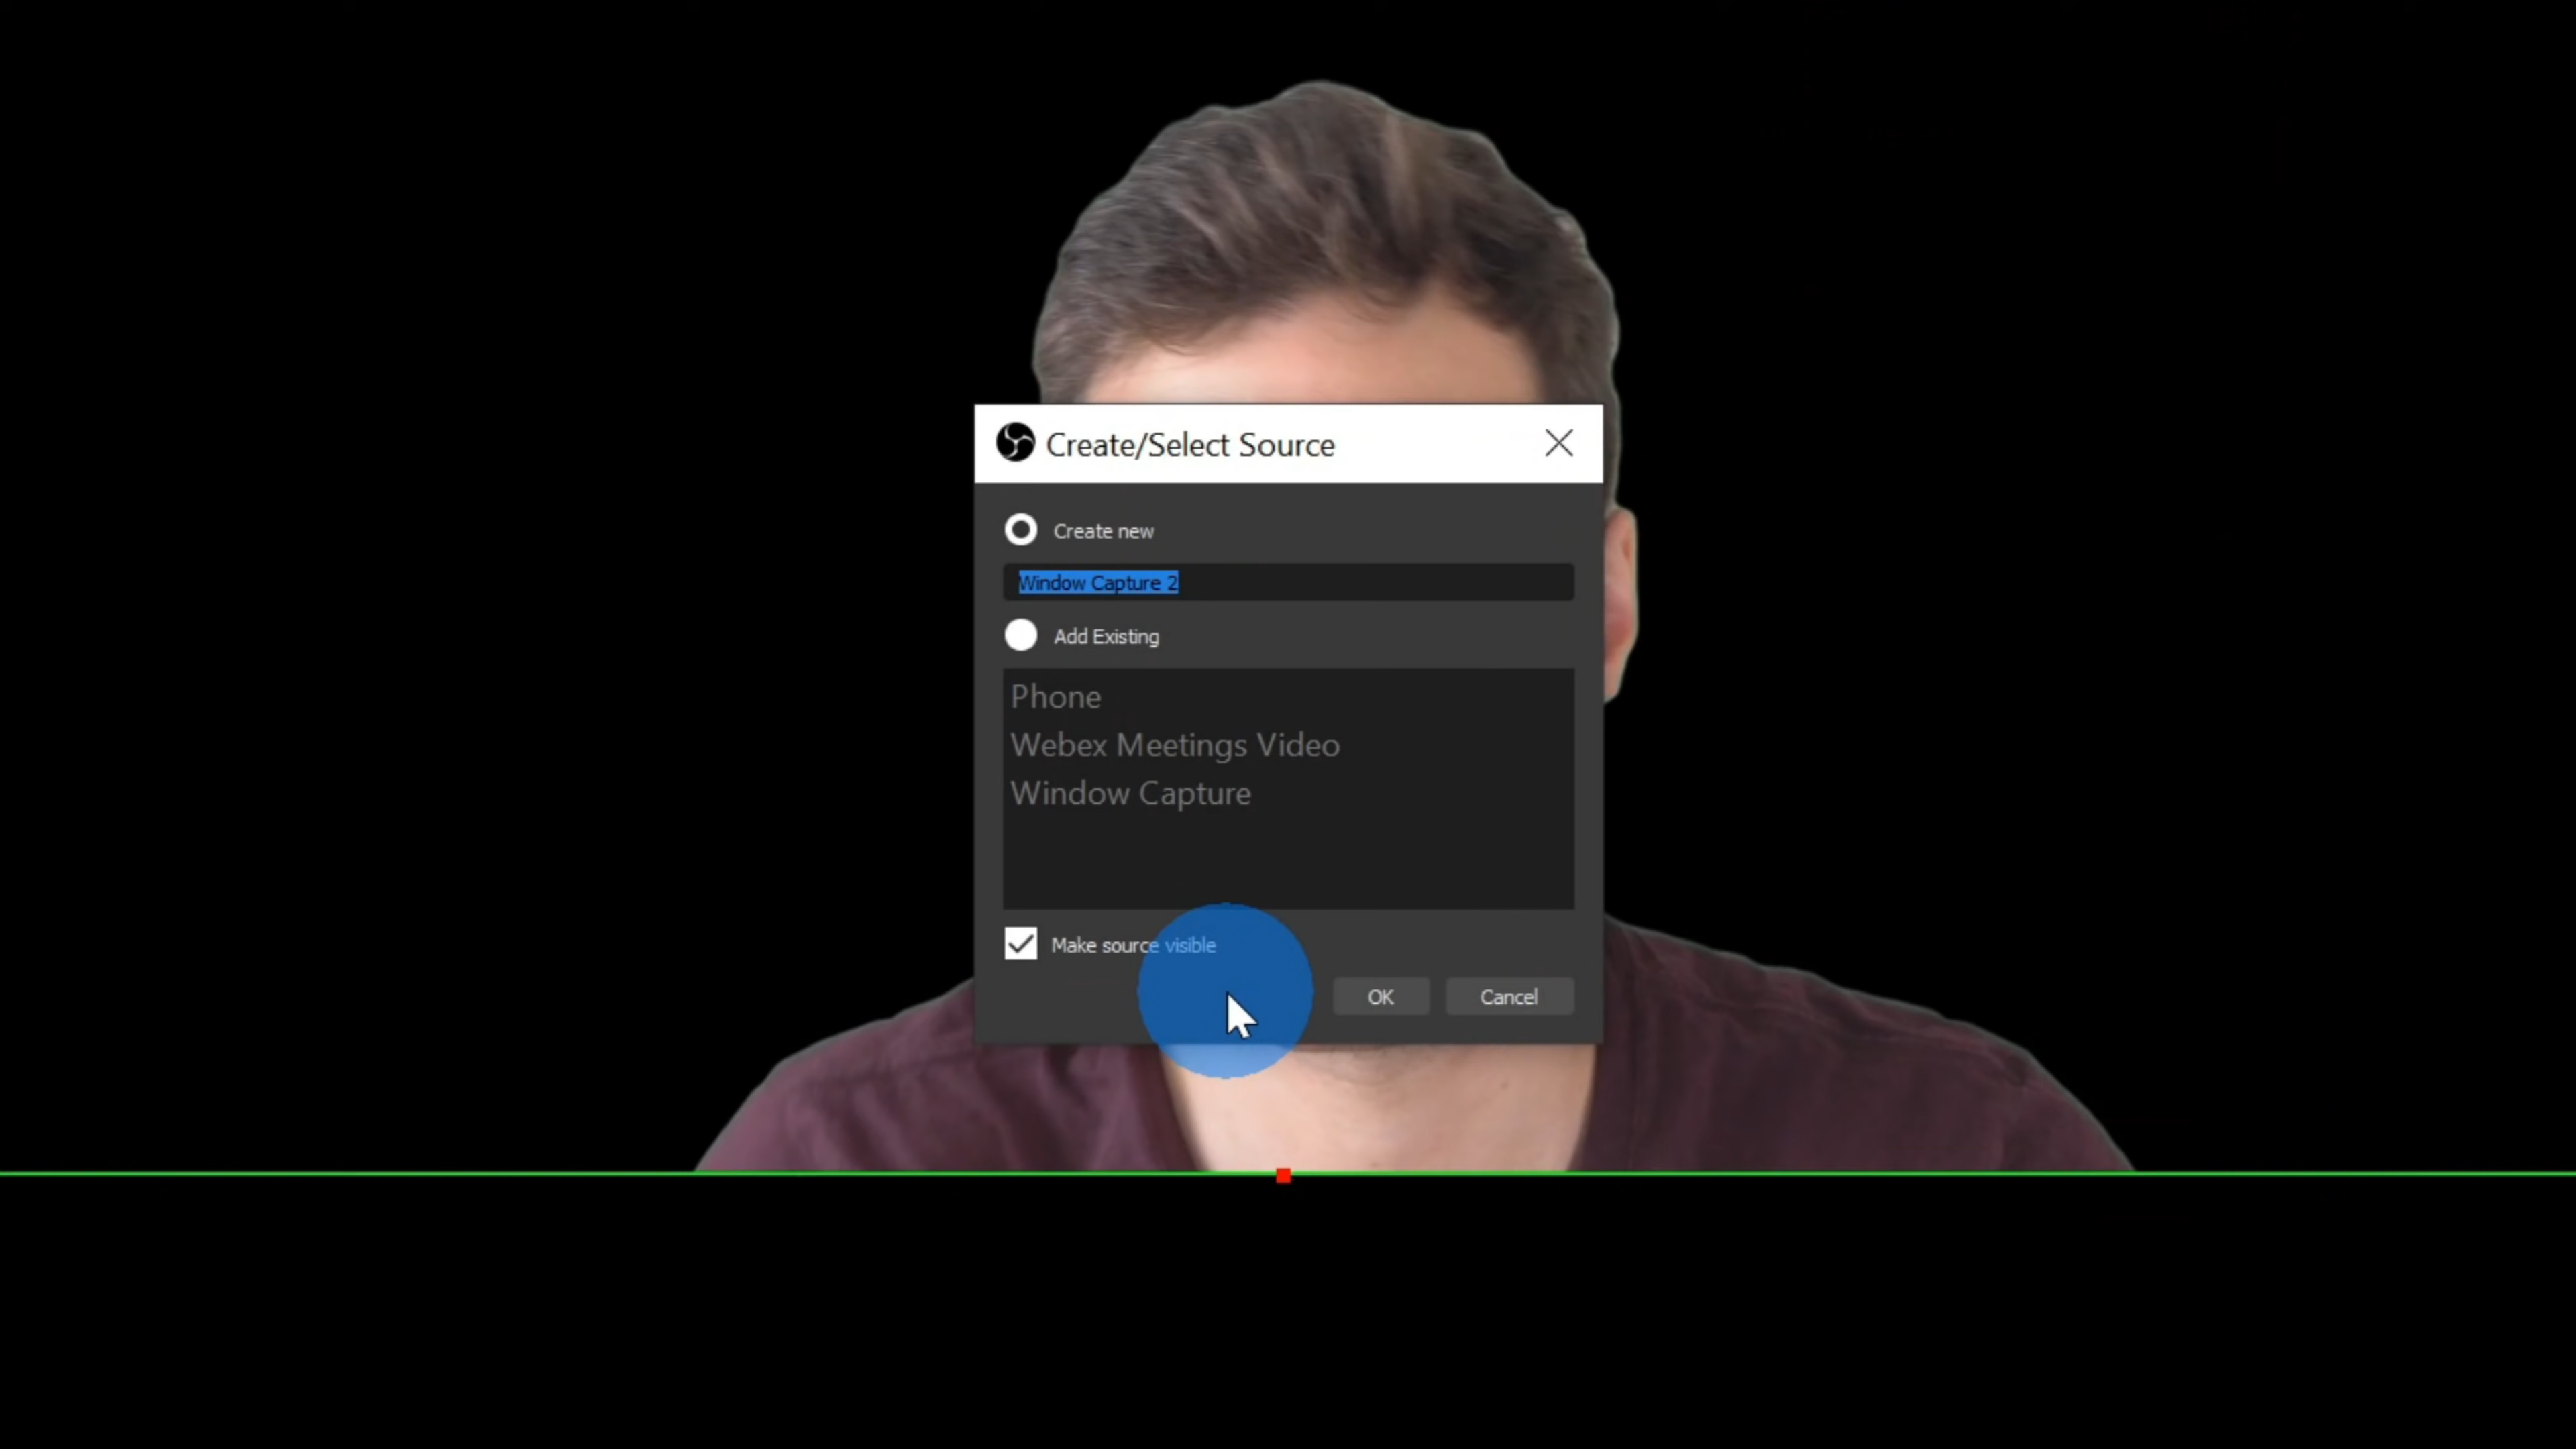 Create/Select Source
Create new
Window Capture 2
Add Existing
Phone
Webex Meetings Video
Window Capture
Make source visible
OK
Cancel